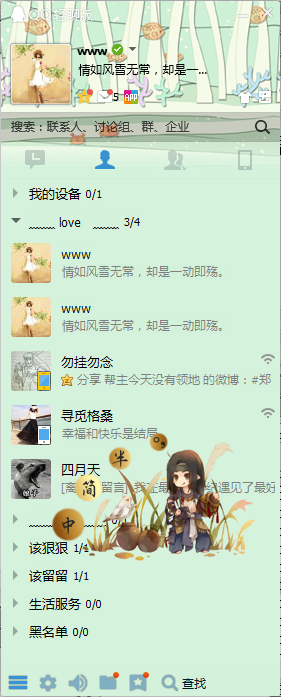 www
情如风雪无常，却是一...
5 App
搜索：联系人、讨论组、群、企业
我的设备 0/1
﹏﹏ love ﹏﹏ 3/4
www
情如风雪无常，却是一动即殇。
www
情如风雪无常，却是一动即殇。
勿挂勿念
分享 帮主今天没有领地 的微博：#郑
寻觅格桑
幸福和快乐是结局
四月天
留言]
遇见了最好
半
简
中
该狠狠 1/1
该留留 1/1
生活服务 0/0
黑名单 0/0
查找